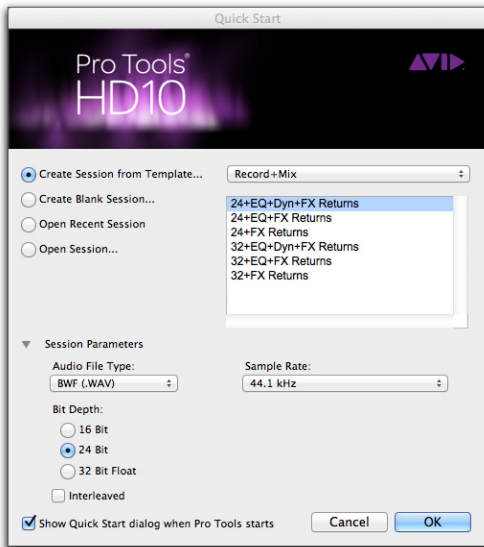 Quick Start
Pro Tools®
HD10
AVID
Create Session from Template...
Record+Mix
Create Blank Session...
Open Recent Session
Open Session...
24+EQ+Dyn+FX Returns
24+EQ+FX Returns
24+FX Returns
32+EQ+Dyn+FX Returns
32+EQ+FX Returns
32+FX Returns
Session Parameters
Audio File Type:
Sample Rate:
BWF (.WAV)
44.1 kHz
Bit Depth:
16 Bit
24 Bit
32 Bit Float
Interleaved
Show Quick Start dialog when Pro Tools starts
Cancel
OK